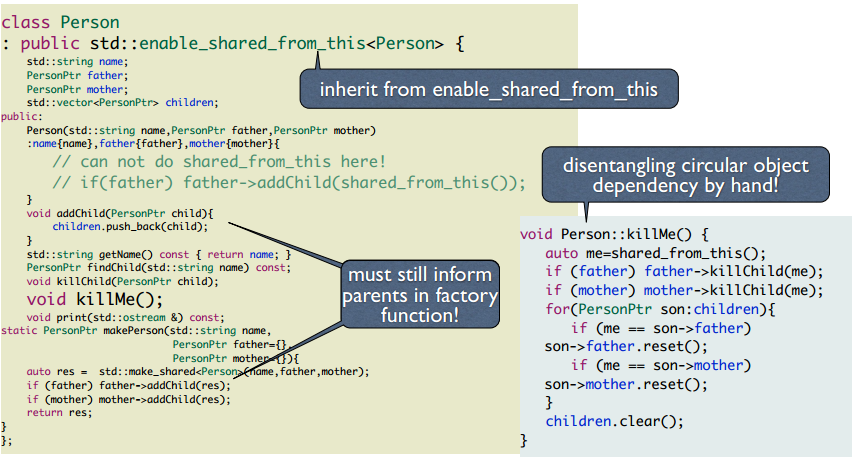 class Person
: public std::enable_shared_from_this<Person> {
std::string name;
PersonPtr father;
PersonPtr mother;
std::vector<PersonPtr> children;
public:
Person(std::string name,PersonPtr father,PersonPtr mother)
:name{name},father{father},mother{mother}{
// can not do shared_from_this here!
// if(father) father->addChild(shared_from_this());
}
void addChild(PersonPtr child){
children.push_back(child);
}
std::string getName() const { return name; }
PersonPtr findChild(std::string name) const;
void killChild(PersonPtr child);
void killMe();
void print(std::ostream &) const;
static PersonPtr makePerson(std::string name,
PersonPtr father={},
PersonPtr mother={}){
auto res = std::make_shared<Person>(name,father,mother);
if (father) father->addChild(res);
if (mother) mother->addChild(res);
return res;
}
};
inherit from enable_shared_from_this
must still inform
parents in factory
function!
disentangling circular object
dependency by hand!
void Person::killMe() {
auto me=shared_from_this();
if (father) father->killChild(me);
if (mother) mother->killChild(me);
for(PersonPtr son:children){
if (me == son->father)
son->father.reset();
if (me == son->mother)
son->mother.reset();
}
children.clear();
}